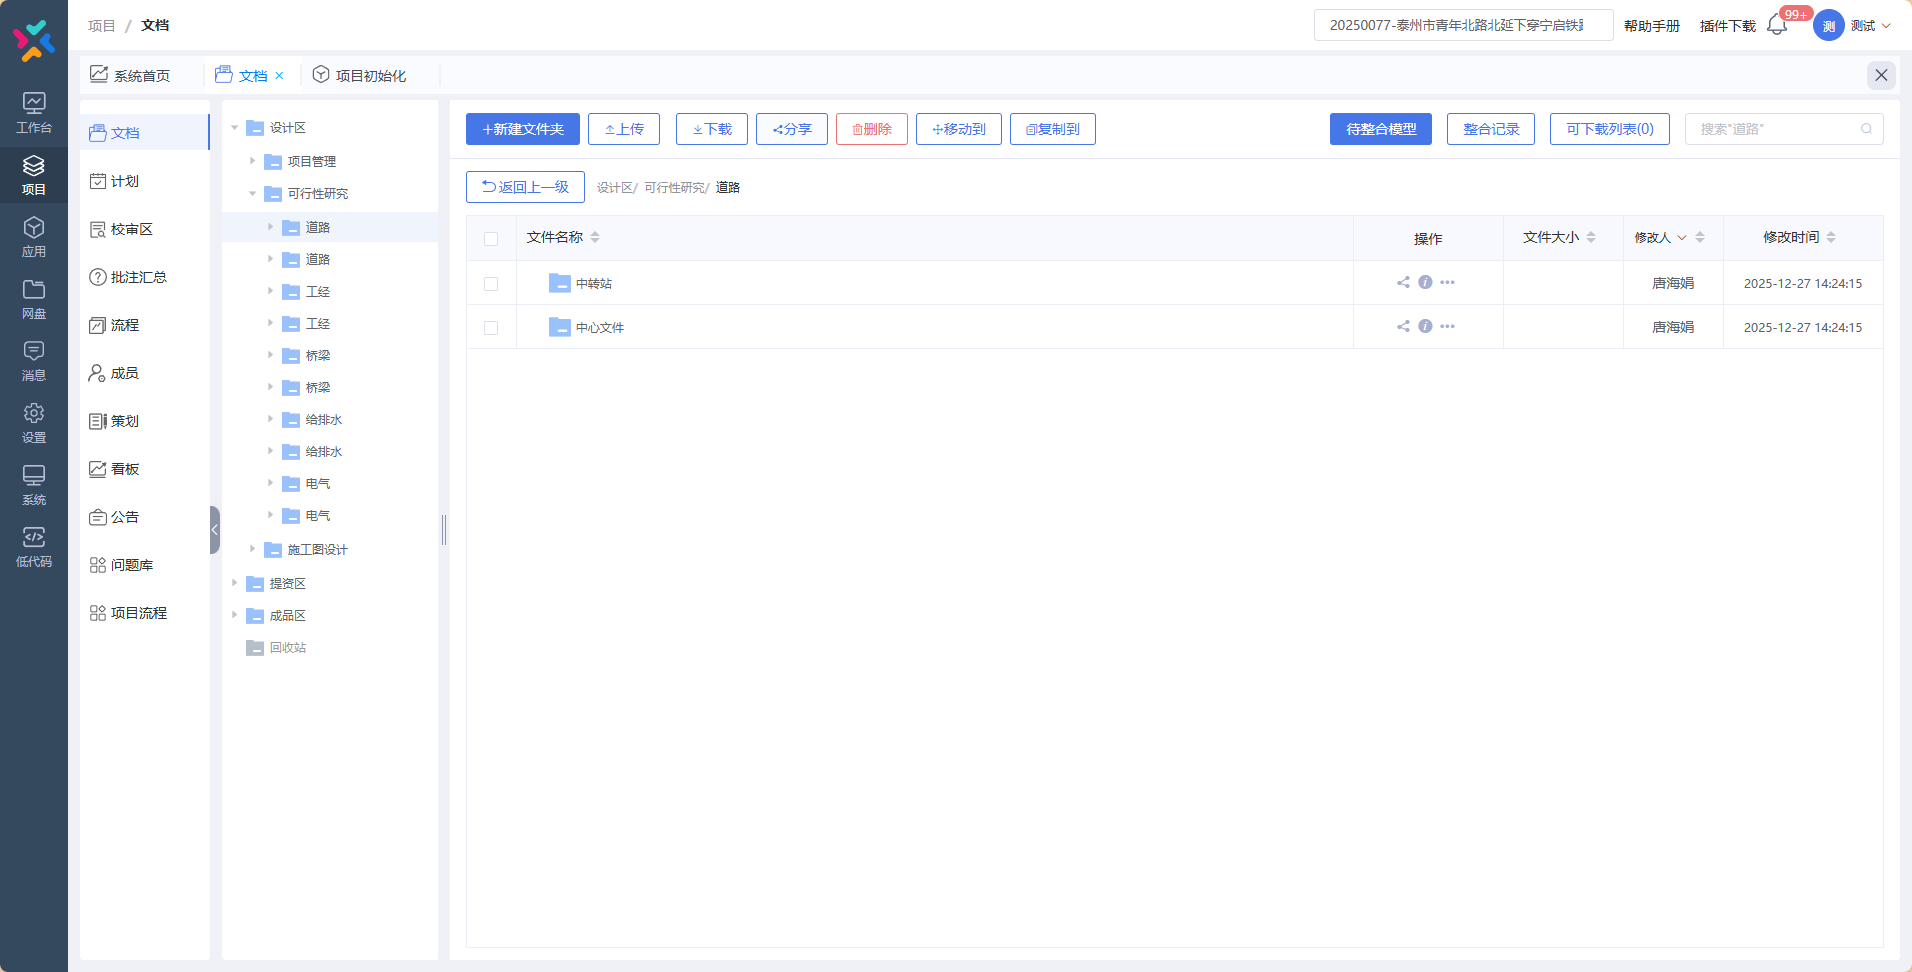 项目 / 文档
20250077-泰州市青年北路北延下穿宁启铁
帮助手册
插件下载
99+
测
测试
系统首页
文档
项目初始化
工作台
项目
应用
网盘
消息
设置
系统
低代码
文档
计划
校审区
批注汇总
流程
成员
策划
看板
公告
问题库
项目流程
设计区
项目管理
可行性研究
道路
道路
工经
工经
桥梁
桥梁
给排水
给排水
电气
电气
施工图设计
提资区
成品区
回收站
+新建文件夹
上传
下载
分享
删除
移动到
复制到
待整合模型
整合记录
可下载列表(0)
搜索"道路"
返回上一级
设计区/ 可行性研究/ 道路
文件名称 操作 文件大小 修改人 修改时间
中转站 唐海娟 2025-12-27 14:24:15
中心文件 唐海娟 2025-12-27 14:24:15